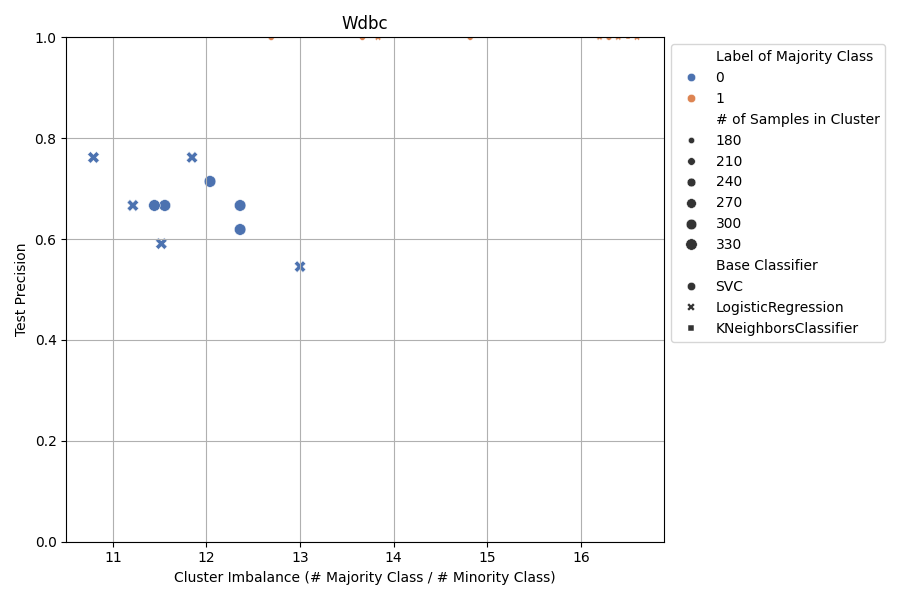 Wdbc
1.0
0.8
0.6
0.4
0.2
0.0
Test Precision
11
12
13
14
15
16
Cluster Imbalance (# Majority Class / # Minority Class)
Label of Majority Class
0
1
# of Samples in Cluster
180
210
240
270
300
330
Base Classifier
SVC
LogisticRegression
KNeighborsClassifier